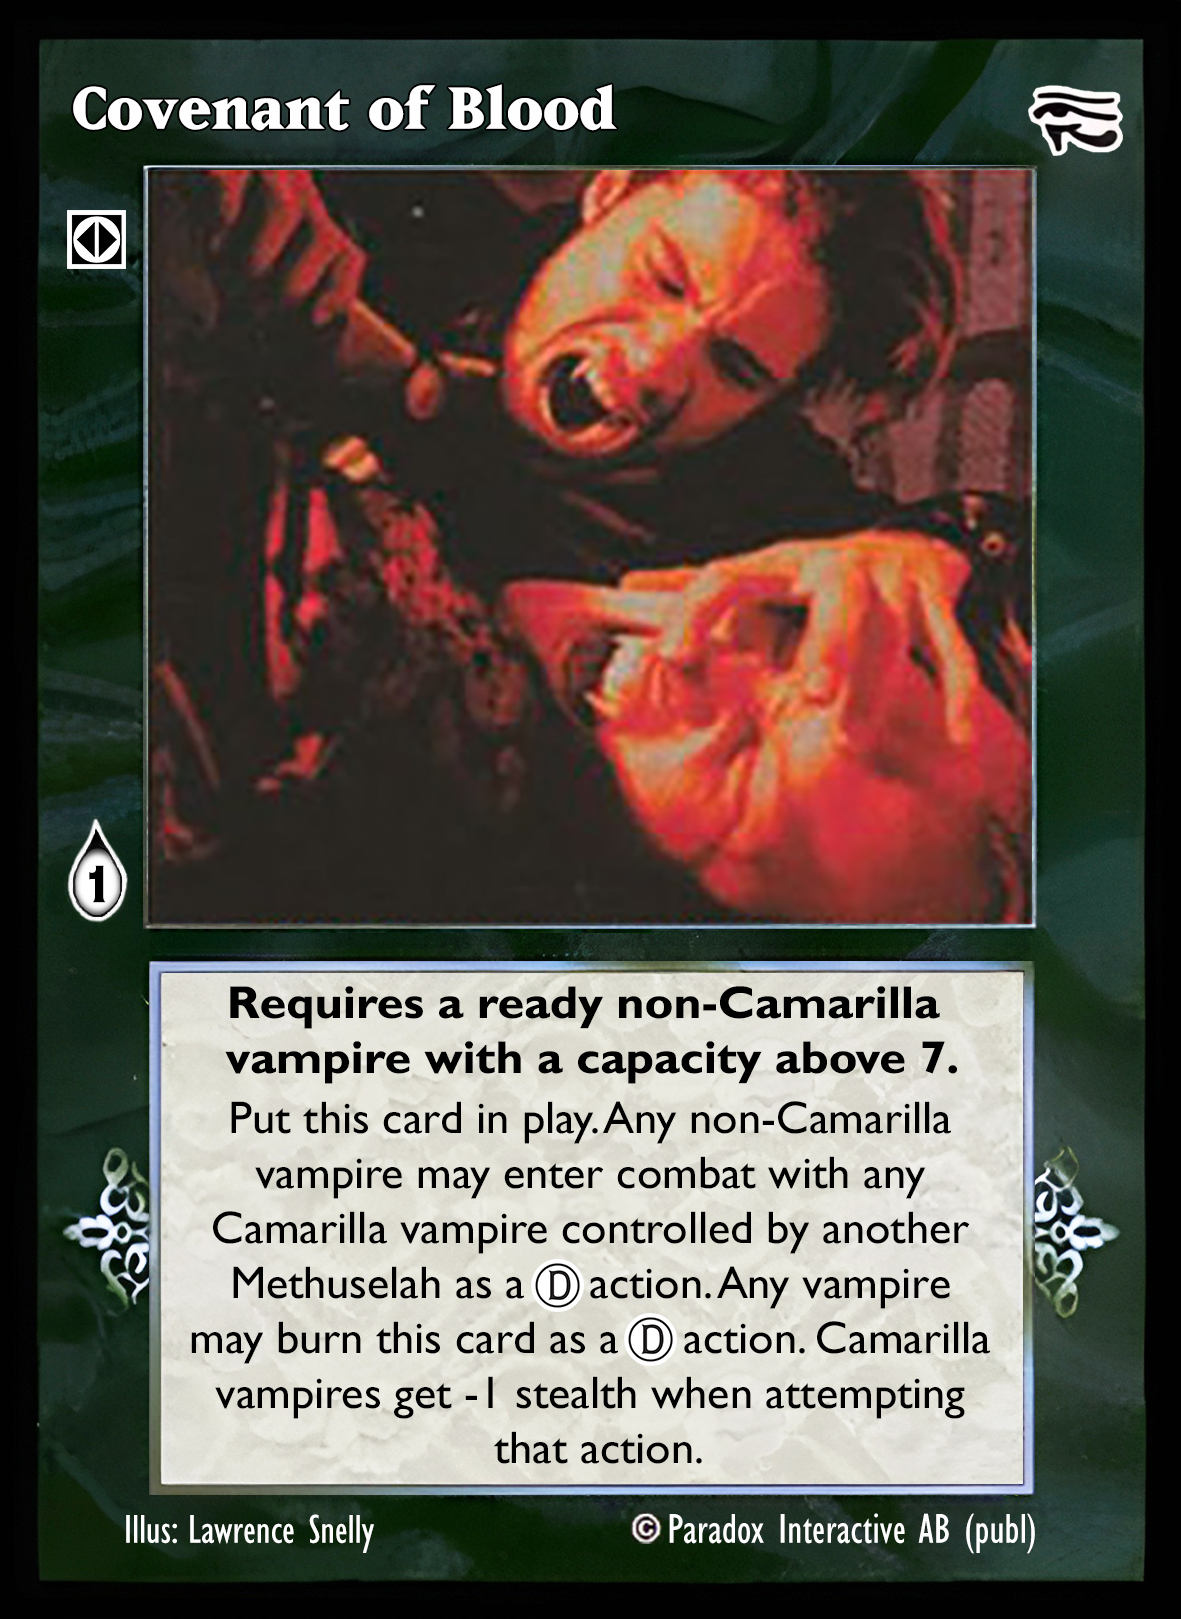 Covenant of Blood
1
Requires a ready non-Camarilla
vampire with a capacity above 7.
Put this card in play. Any non-Camarilla
vampire may enter combat with any
Camarilla vampire controlled by another
Methuselah as a Ⓓ action. Any vampire
may burn this card as a Ⓓ action. Camarilla
vampires get -1 stealth when attempting
that action.
Illus: Lawrence Snelly
© Paradox Interactive AB (publ)